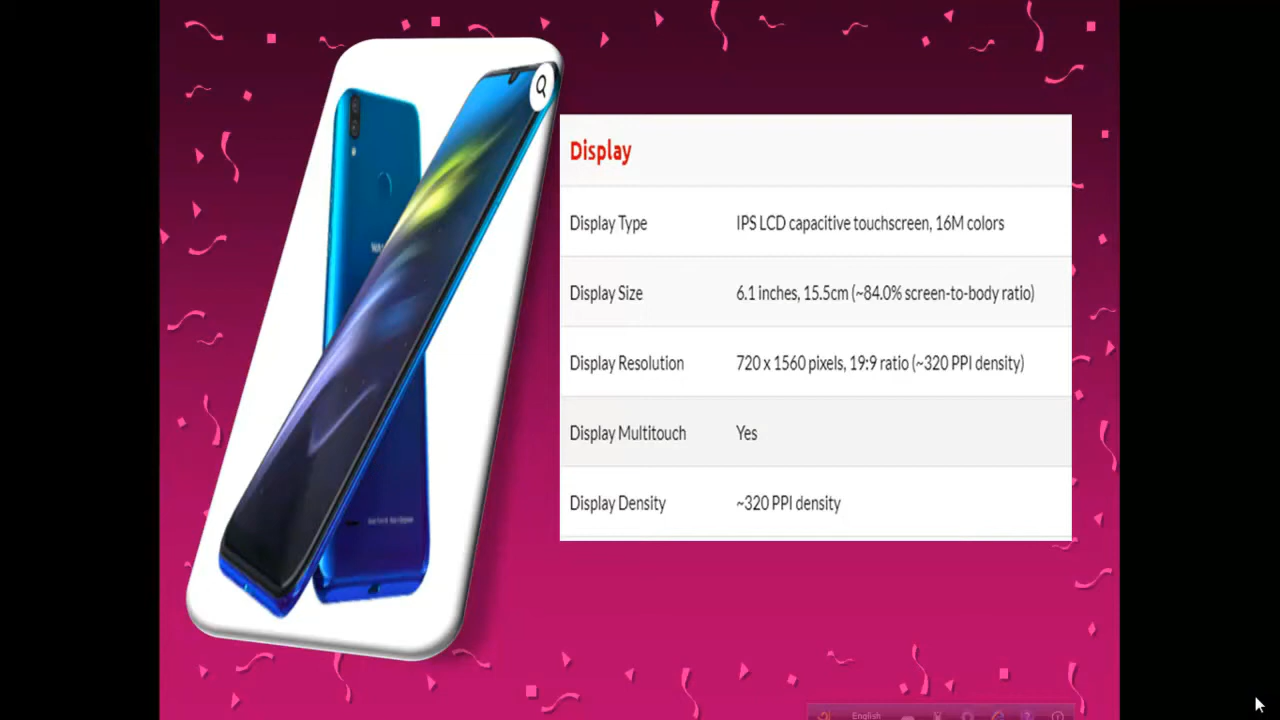 Display
Display Type IPS LCD capacitive touchscreen, 16M colors
Display Size 6.1 inches, 15.5cm (~84.0% screen-to-body ratio)
Display Resolution 720 x 1560 pixels, 19:9 ratio (~320 PPI density)
Display Multitouch Yes
Display Density ~320 PPI density
English